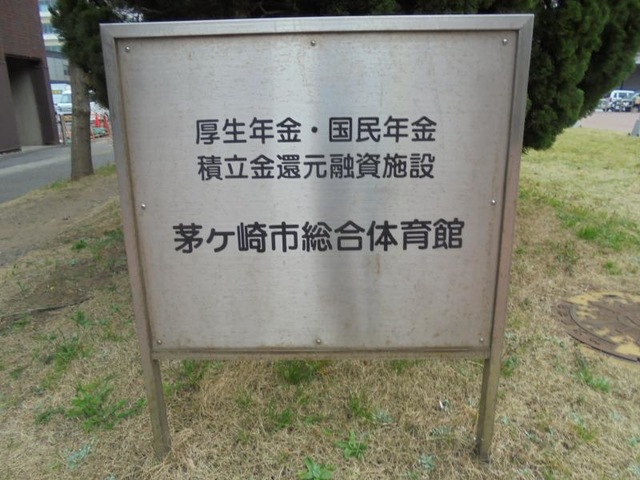 厚生年金・国民年金
積立金還元融資施設
茅ヶ崎市総合体育館